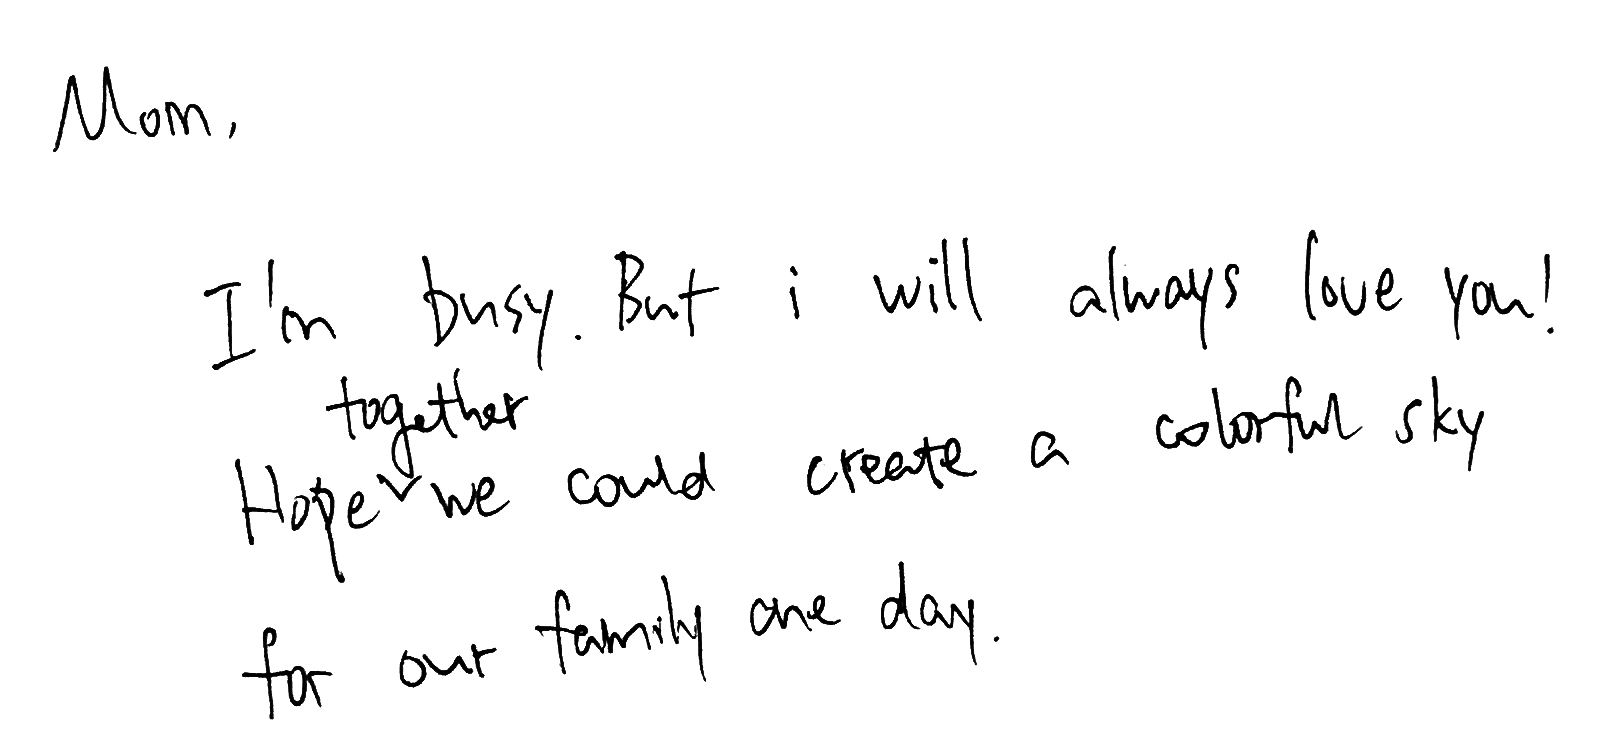 Mom,
I'm busy. But i will always love you!
Hope together we could create a colorful sky
for our family one day.